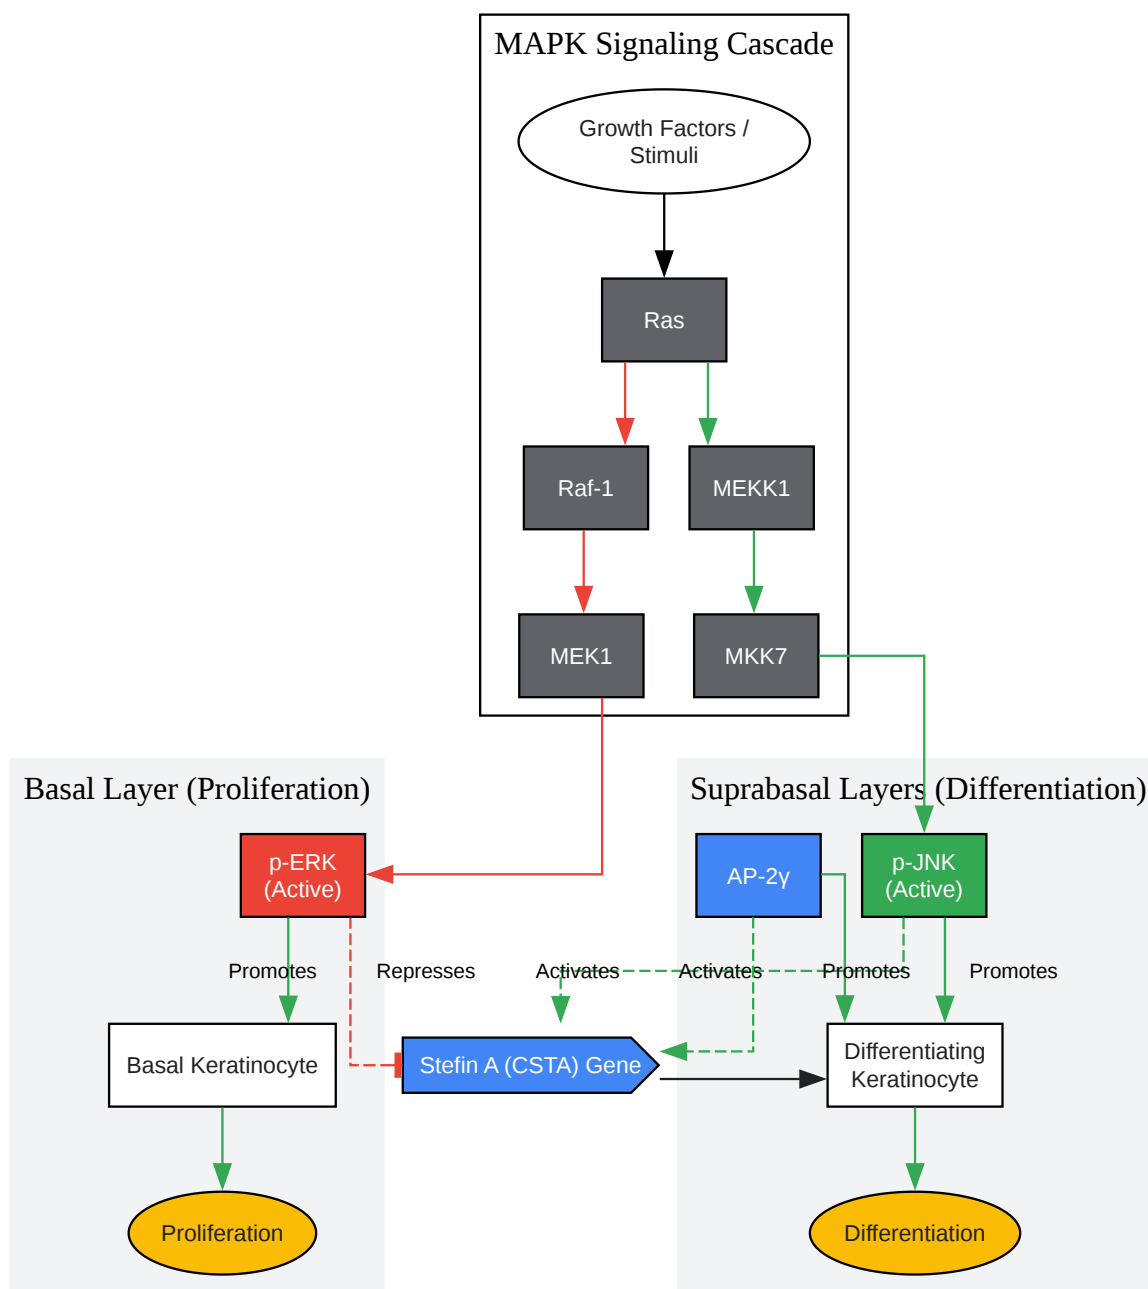 MAPK Signaling Cascade
Growth Factors /
Stimuli
Ras
Raf-1
MEKK1
MEK1
MKK7
Basal Layer (Proliferation)
Suprabal Layers (Differentiation)
p-ERK
(Active)
AP-2γ
p-JNK
(Active)
Promotes
Represses
Activates
Activates
Promotes
Promotes
Basal Keratinocyte
Stefin A (CSTA) Gene
Differentiating
Keratinocyte
Proliferation
Differentiation